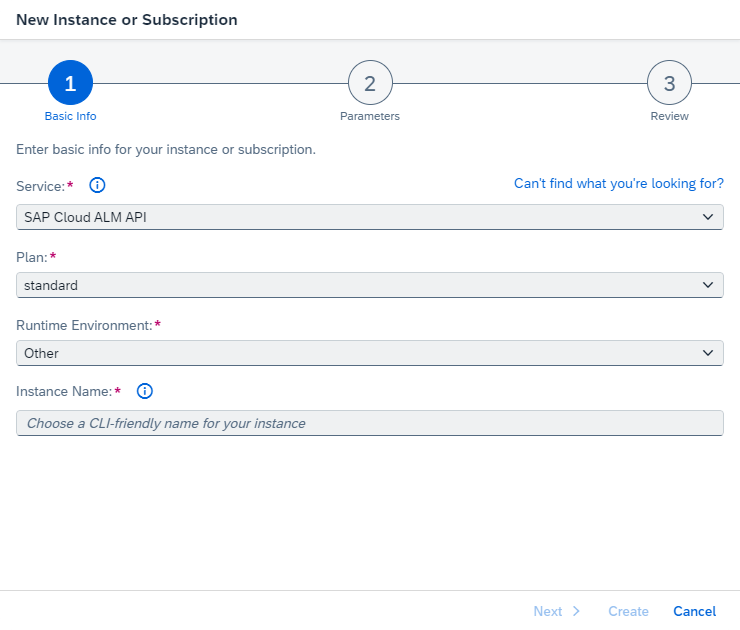 New Instance or Subscription
1
2
3
Basic Info
Parameters
Review
Enter basic info for your instance or subscription.
Service:*
Can't find what you're looking for?
SAP Cloud ALM API
Plan:*
standard
Runtime Environment:*
Other
Instance Name:*
Choose a CLI-friendly name for your instance
Next
Create
Cancel